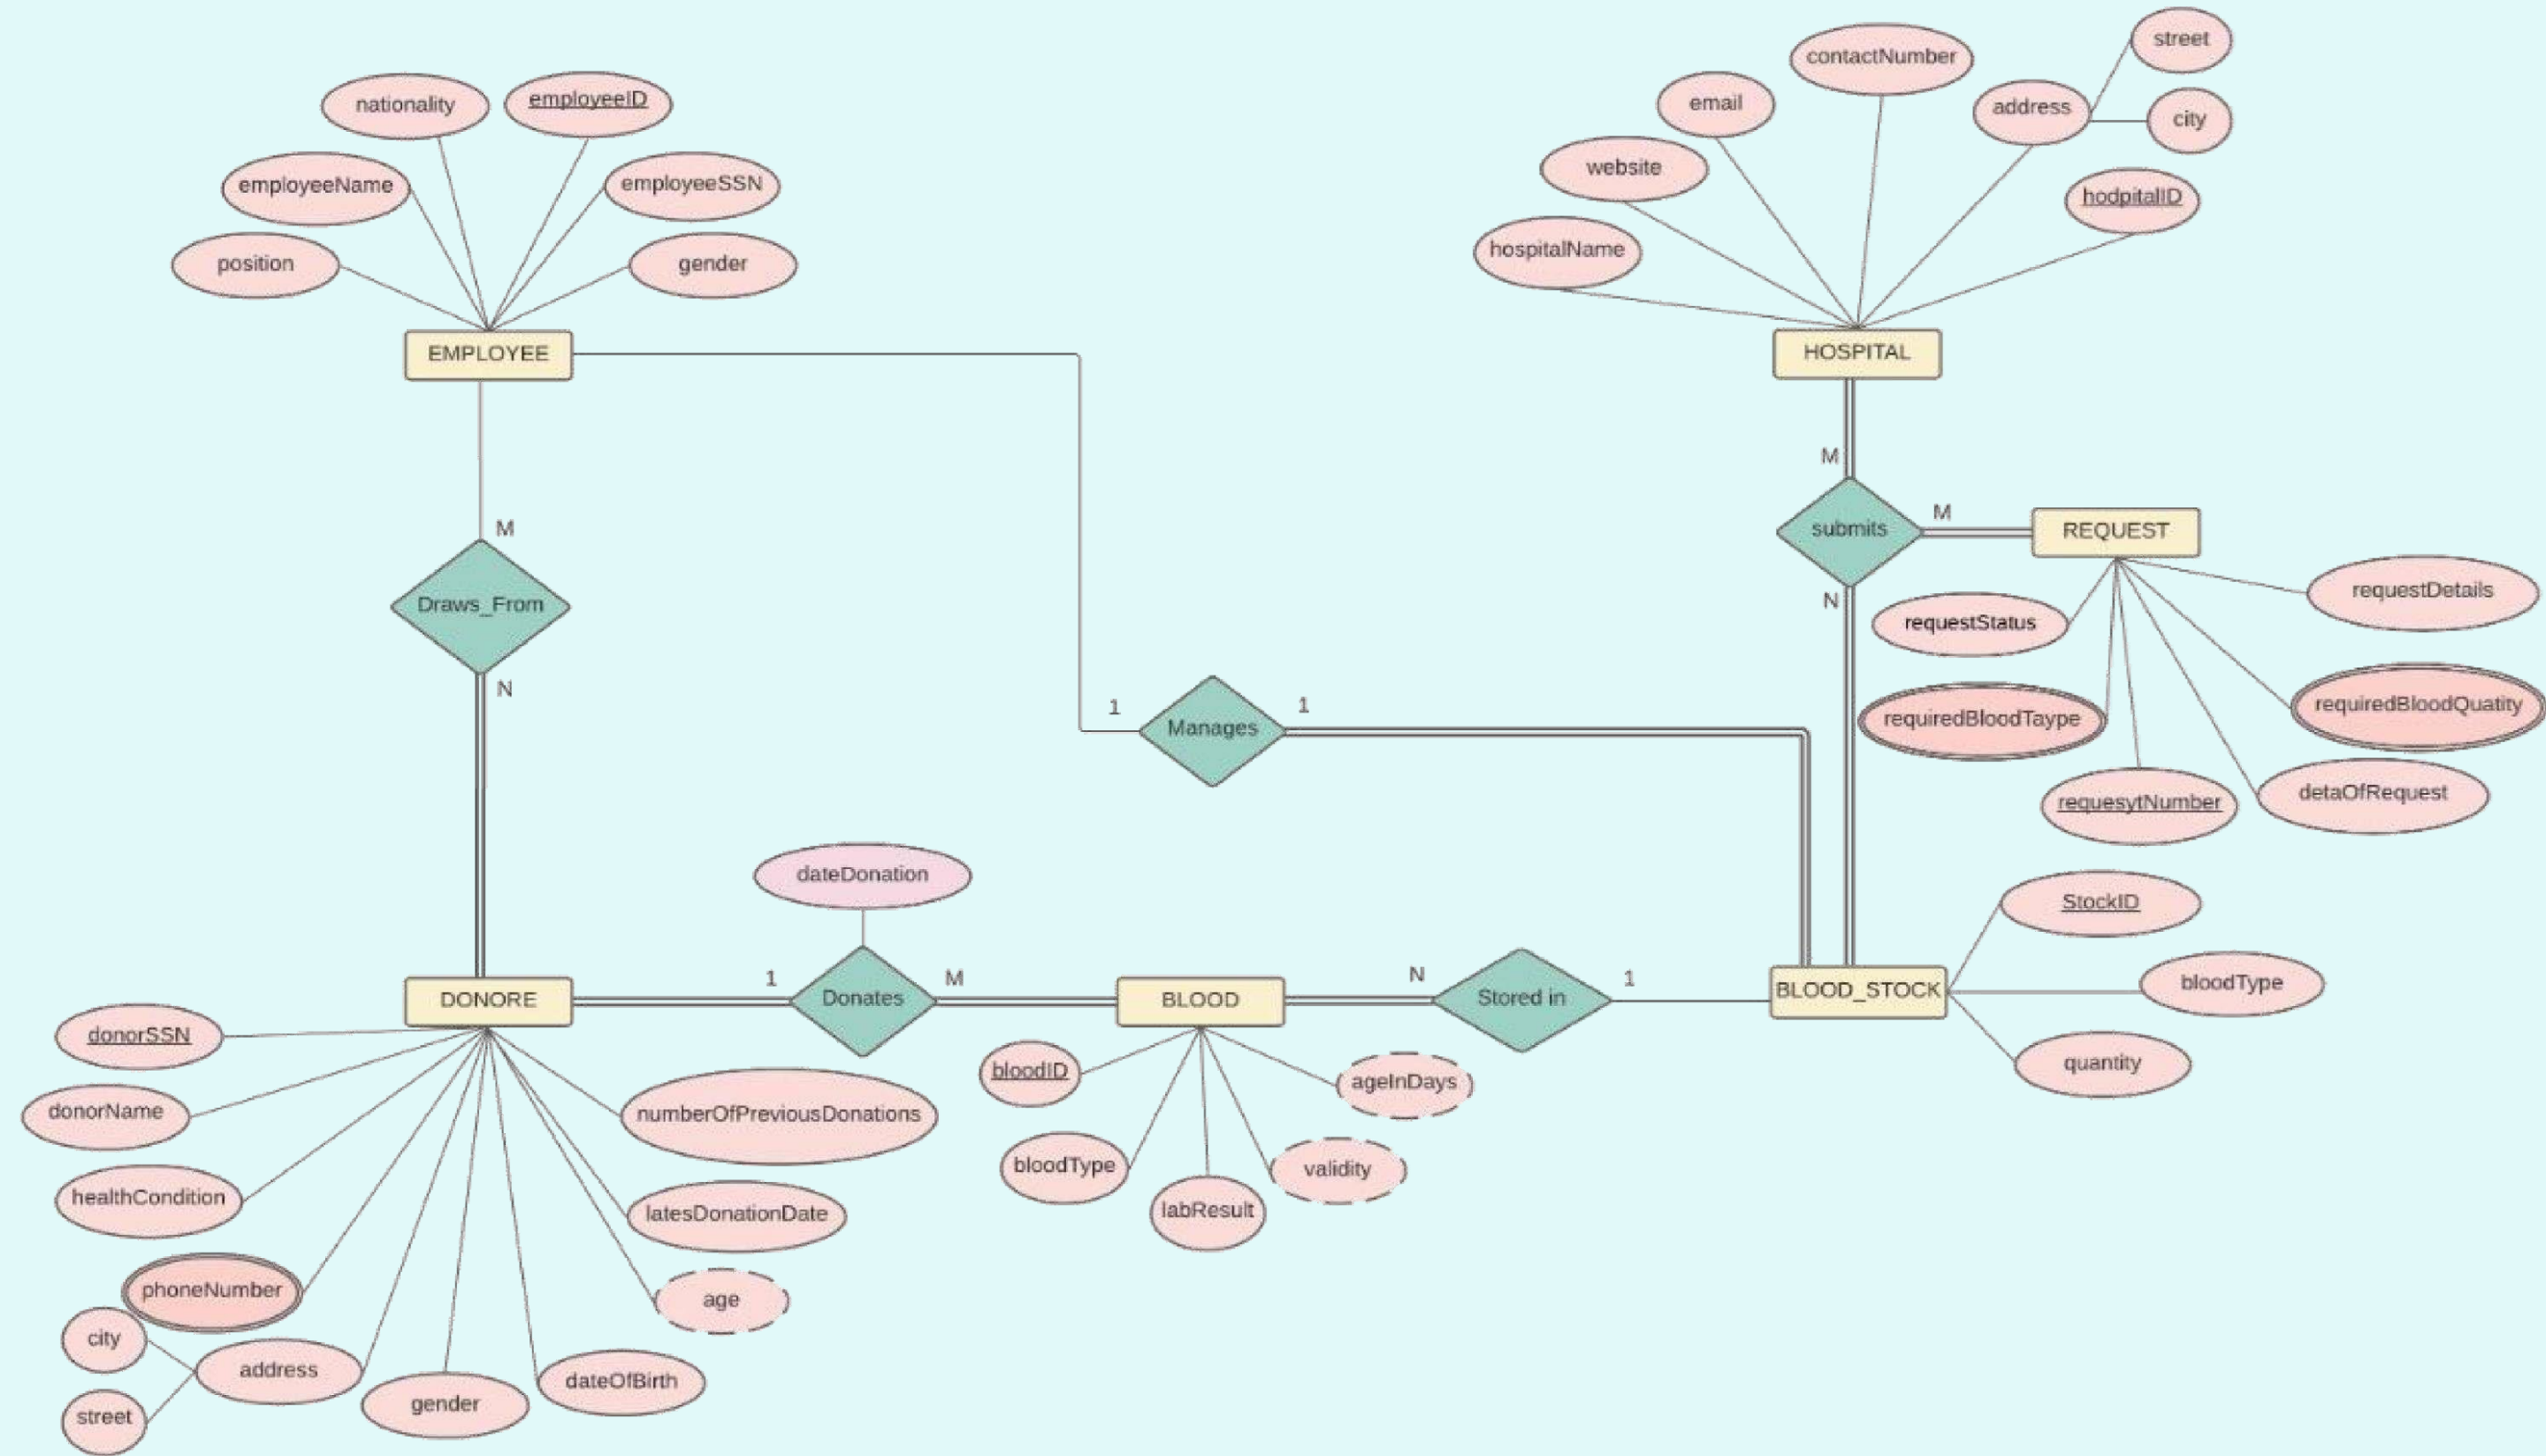 street
contactNumber
nationality
employeeID
email
address
city
employeeName
employeeSSN
website
hodpitalID
position
gender
hospitalName
EMPLOYEE
HOSPITAL
M
M
M
submits
REQUEST
Draws_From
N
requestDetails
requestStatus
N
1
Manages
1
requiredBloodTaype
requiredBloodQuatity
requesytNumber
detaOfRequest
dateDonation
StockID
DONORE
1
Donates
M
BLOOD
N
Stored in
1
BLOOD_STOCK
bloodType
donorSSN
quantity
bloodID
ageInDays
donorName
numberOfPreviousDonations
bloodType
validity
healthCondition
latesDonationDate
labResult
phoneNumber
age
city
address
dateOfBirth
gender
street